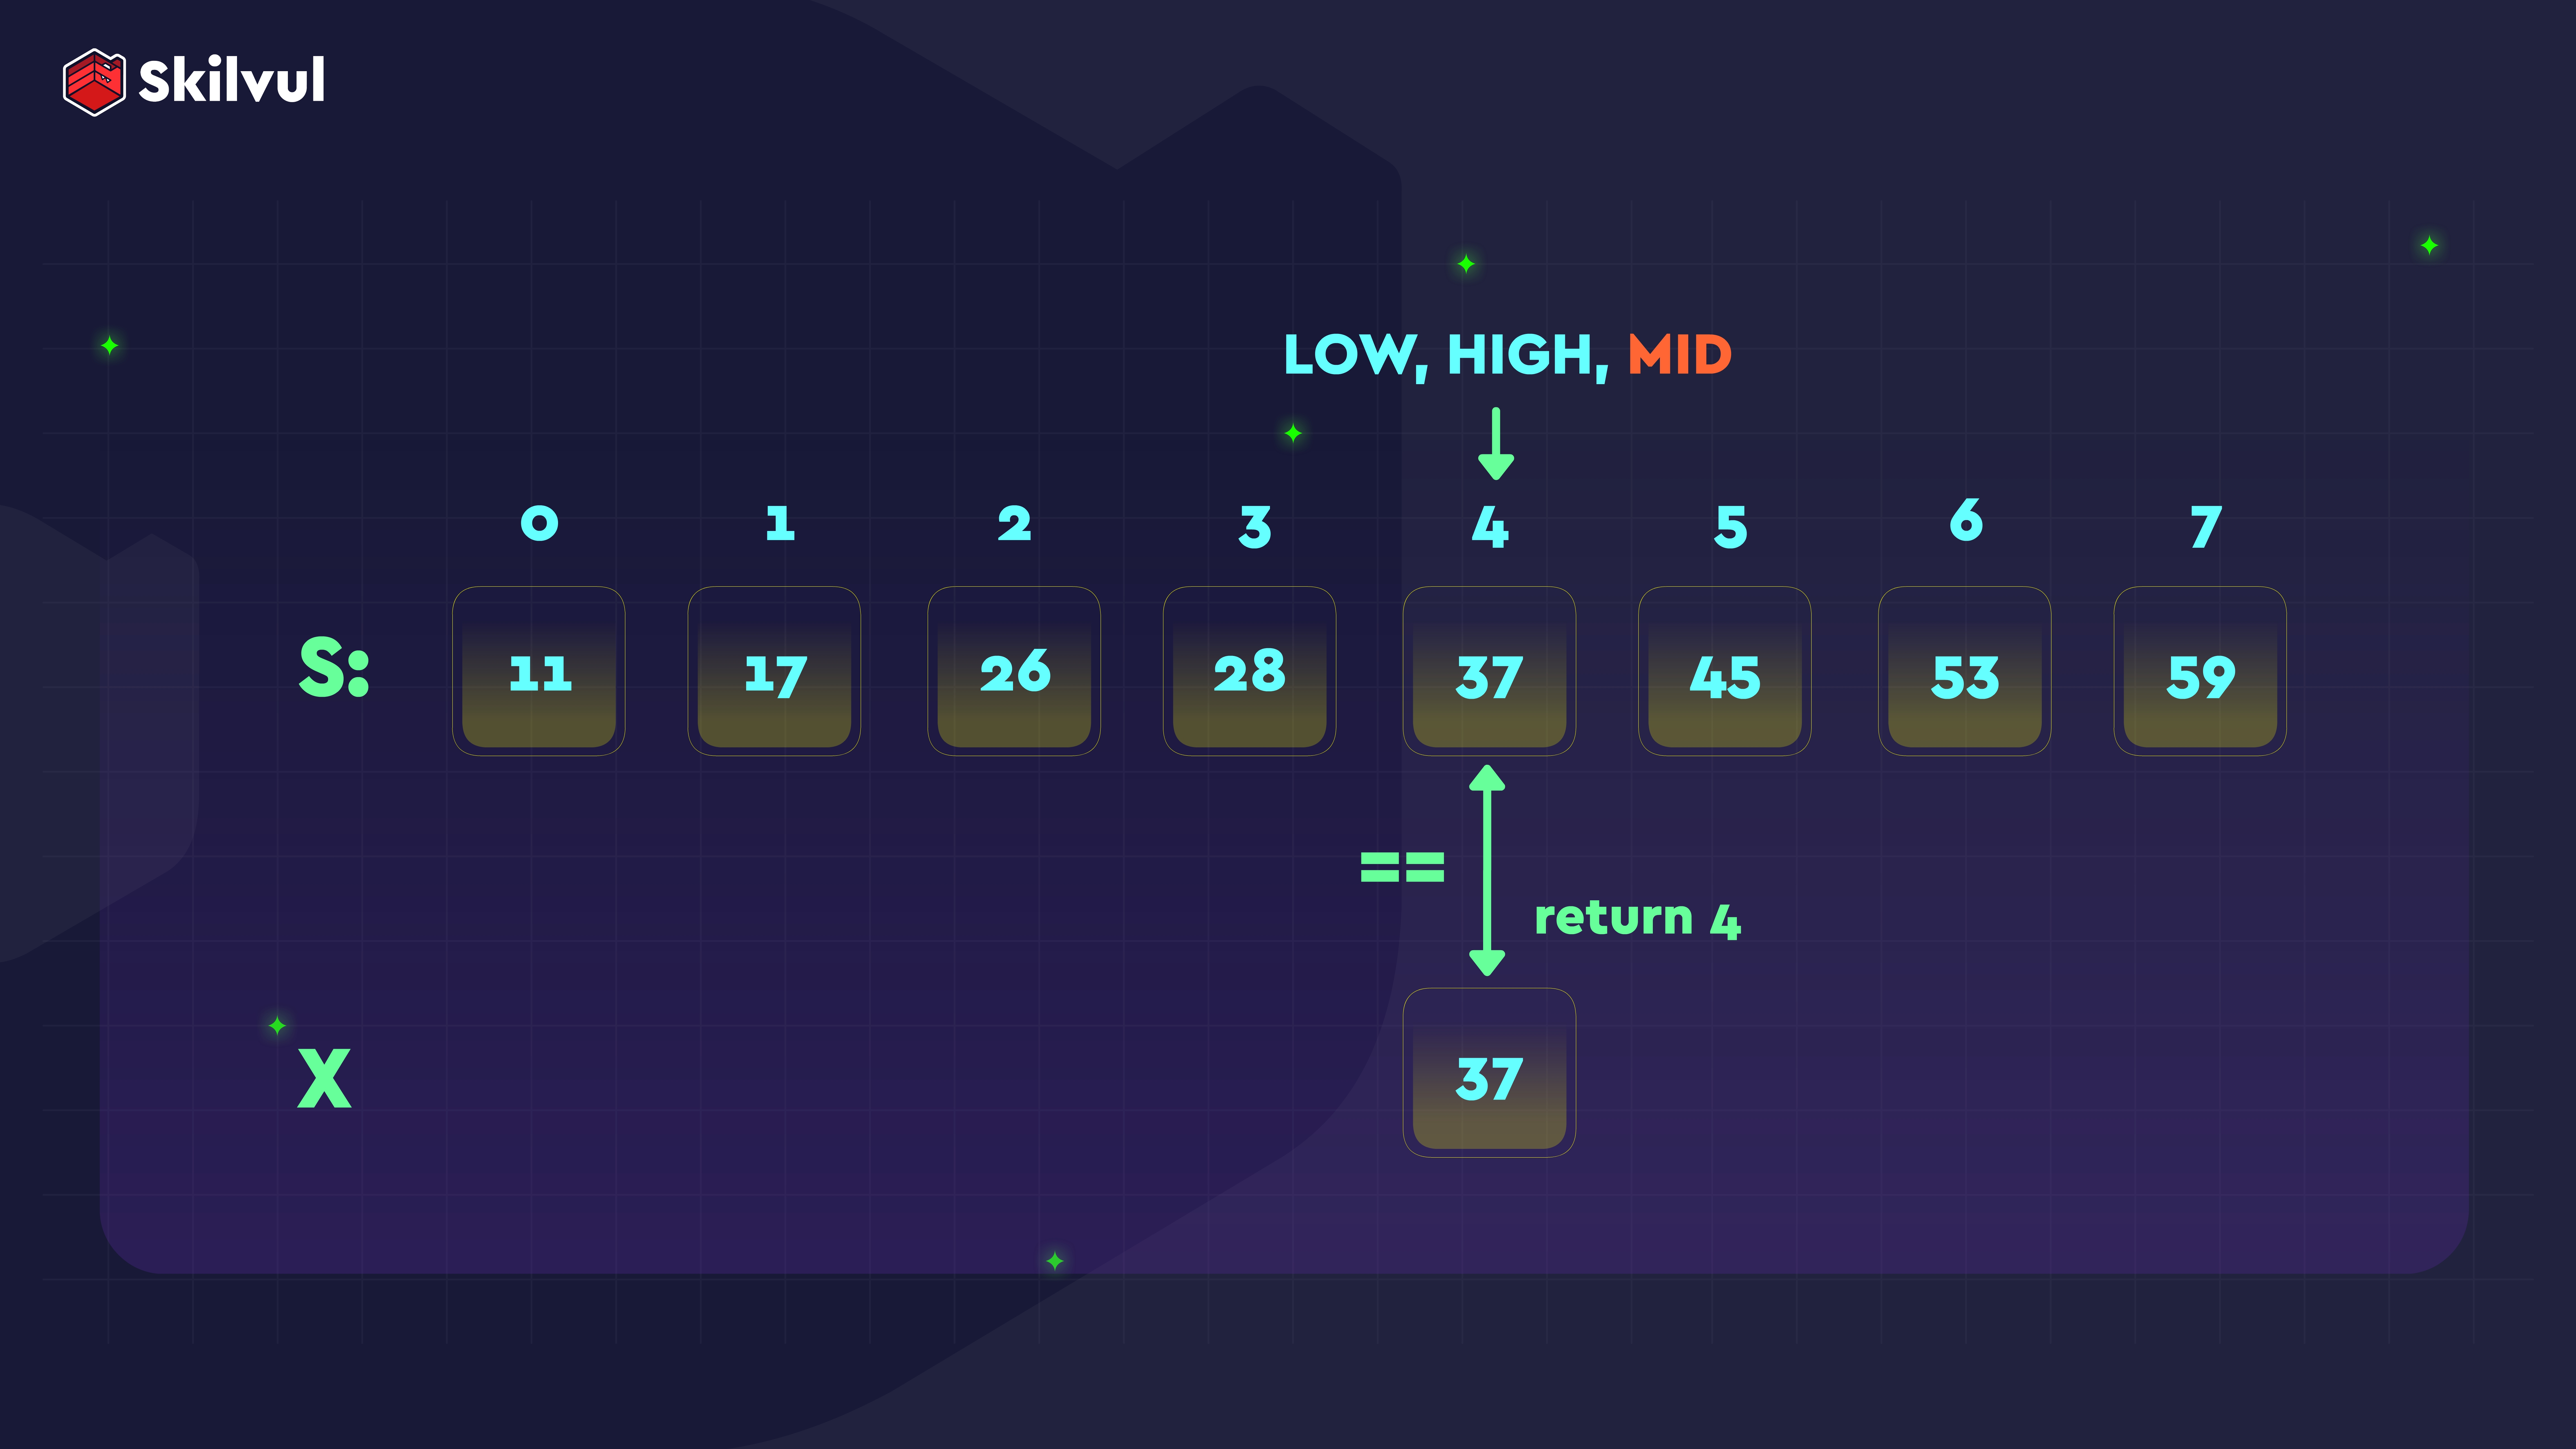 Skilvul
LOW, HIGH, MID
0 1 2 3 4 5 6 7
S: 11 17 26 28 37 45 53 59
==
return 4
X 37